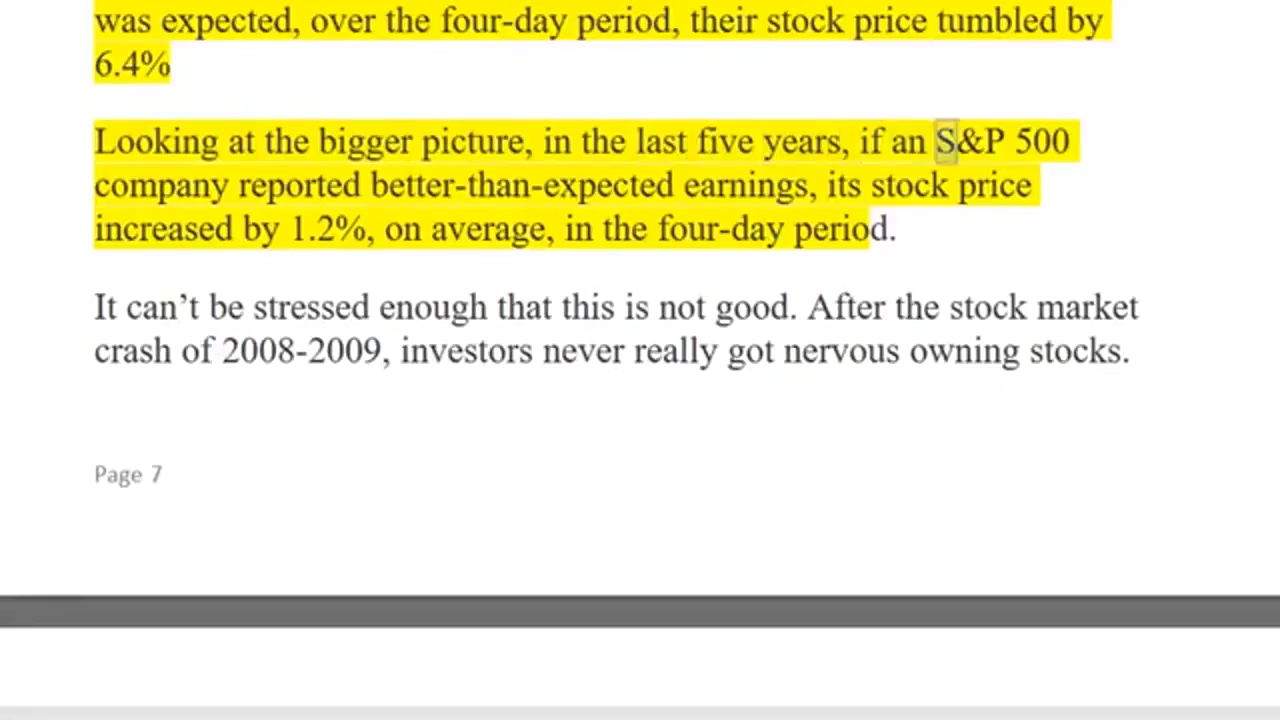 was expected, over the four-day period, their stock price tumbled by
6.4%
Looking at the bigger picture, in the last five years, if an S&P 500
company reported better-than-expected earnings, its stock price
increased by 1.2%, on average, in the four-day period.
It can’t be stressed enough that this is not good. After the stock market
crash of 2008-2009, investors never really got nervous owning stocks.
Page 7